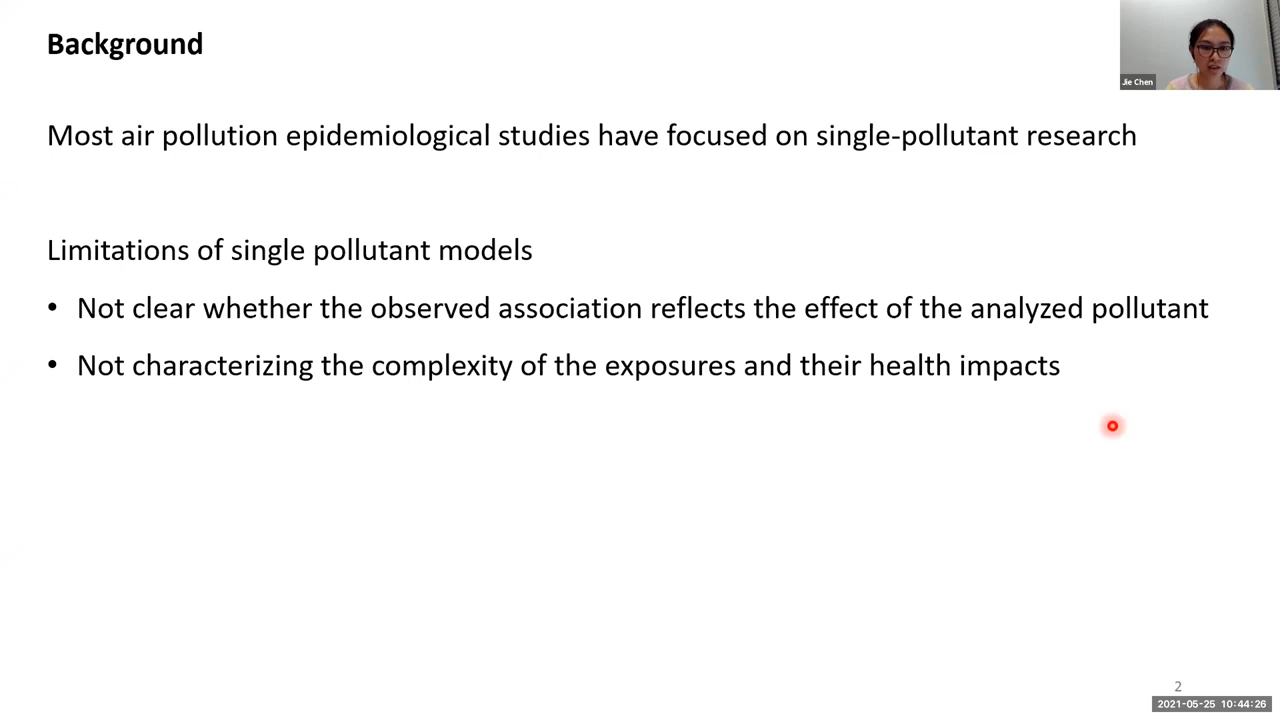 Background
Jie Chen
Most air pollution epidemiological studies have focused on single-pollutant research
Limitations of single pollutant models
• Not clear whether the observed association reflects the effect of the analyzed pollutant
• Not characterizing the complexity of the exposures and their health impacts
2
2021-05-25 10:44:26